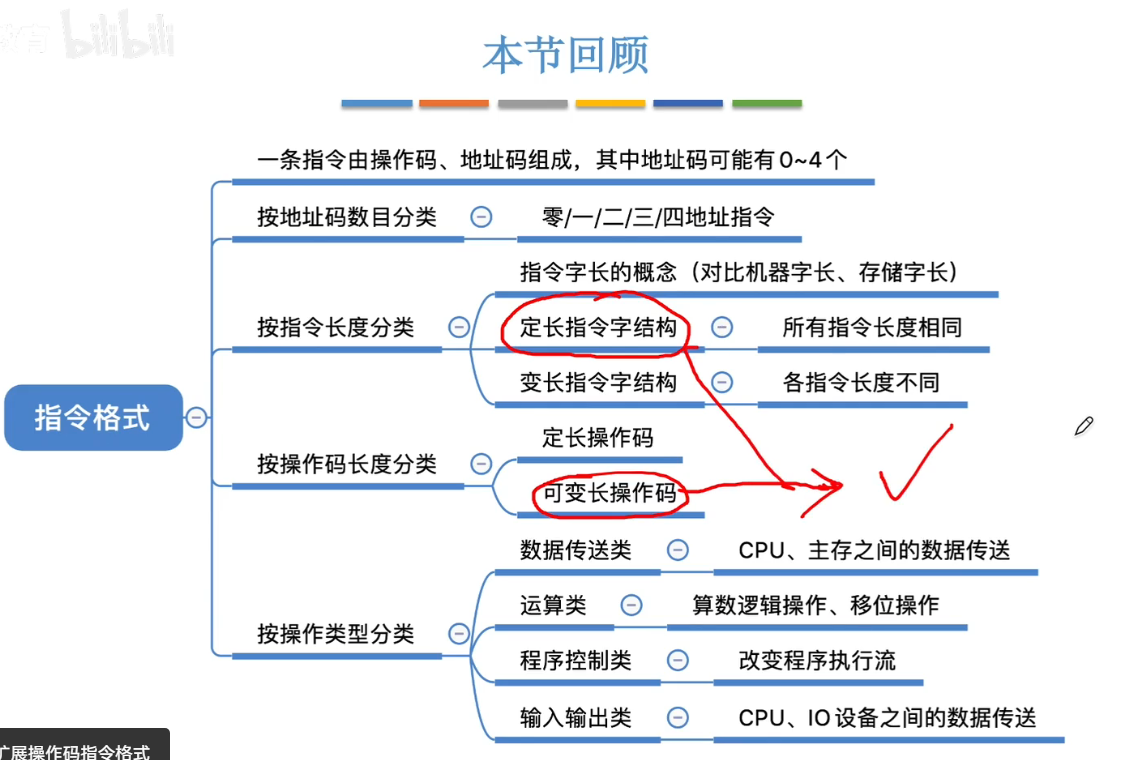 教育 bilibili
本节回顾
一条指令由操作码、地址码组成，其中地址码可能有0~4个
按地址码数目分类
零/一/二/三/四地址指令
指令字长的概念（对比机器字长、存储字长）
按指令长度分类
定长指令字结构
所有指令长度相同
变长指令字结构
各指令长度不同
指令格式
定长操作码
按操作码长度分类
可变长操作码
数据传送类
CPU、主存之间的数据传送
运算类
算数逻辑操作、移位操作
按操作类型分类
程序控制类
改变程序执行流
输入输出类
CPU、IO设备之间的数据传送
扩展操作码指令格式